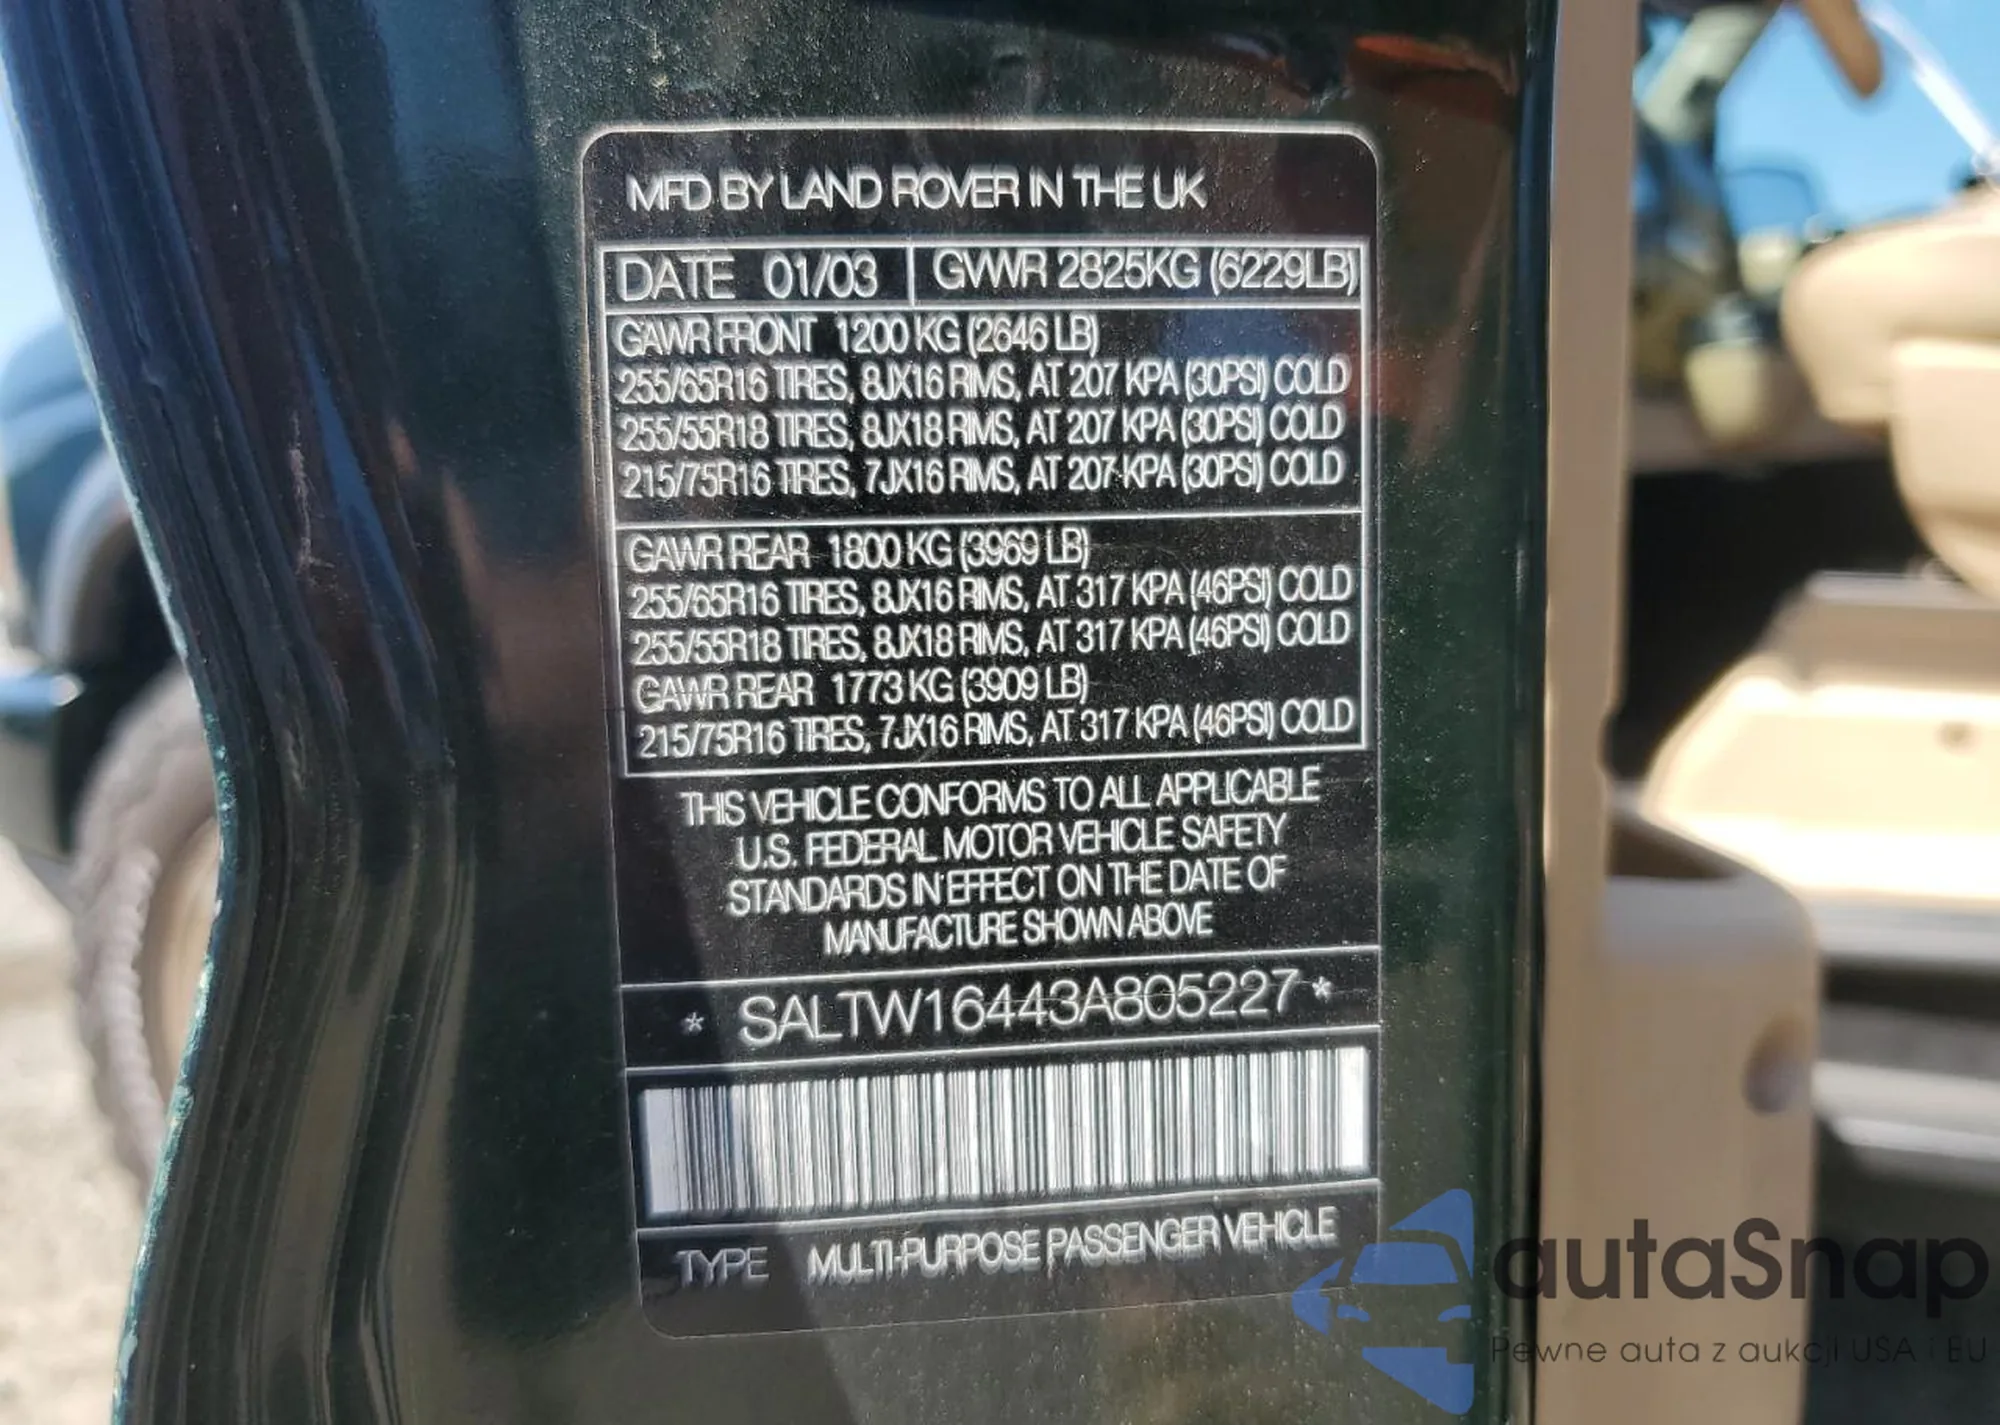 MFD BY LAND ROVER IN THE UK
DATE 01/03 GVWR 2825KG (6229LB)
GAWR FRONT 1200 KG (2646 LB)
255/65R16 TIRES, 8JX16 RIMS, AT 207 KPA (30PSI) COLD
255/55R18 TIRES, 8JX18 RIMS, AT 207 KPA (30PSI) COLD
215/75R16 TIRES, 7JX16 RIMS, AT 207 KPA (30PSI) COLD
GAWR REAR 1800 KG (3969 LB)
255/65R16 TIRES, 8JX16 RIMS, AT 317 KPA (46PSI) COLD
255/55R18 TIRES, 8JX18 RIMS, AT 317 KPA (46PSI) COLD
GAWR REAR 1773 KG (3909 LB)
215/75R16 TIRES, 7JX16 RIMS, AT 317 KPA (46PSI) COLD
THIS VEHICLE CONFORMS TO ALL APPLICABLE
U.S. FEDERAL MOTOR VEHICLE SAFETY
STANDARDS IN EFFECT ON THE DATE OF
MANUFACTURE SHOWN ABOVE
* SALTW16443A805227 *
TYPE MULTI-PURPOSE PASSENGER VEHICLE
autaSnap
Pewne auta z aukcji USA i EU